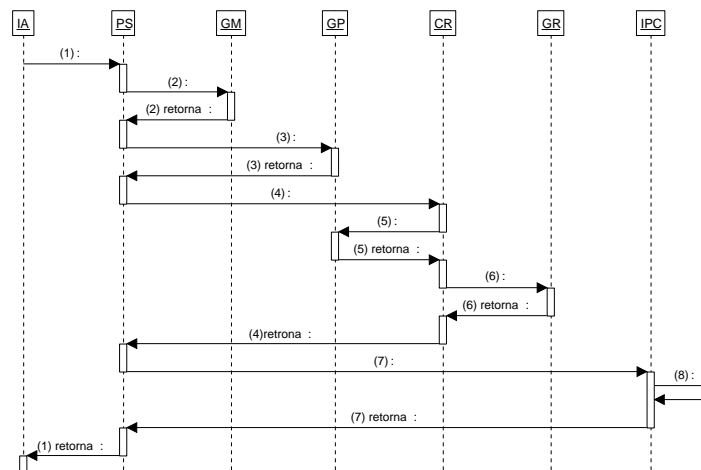 IA PS GM GP CR GR IPC
(1) :
(2) :
(2) retorna :
(3) :
(3) retorna :
(4) :
(5) :
(5) retorna :
(6) :
(6) retorna :
(4)retrona :
(7) :
(8) :
(7) retorna :
(1) retorna :